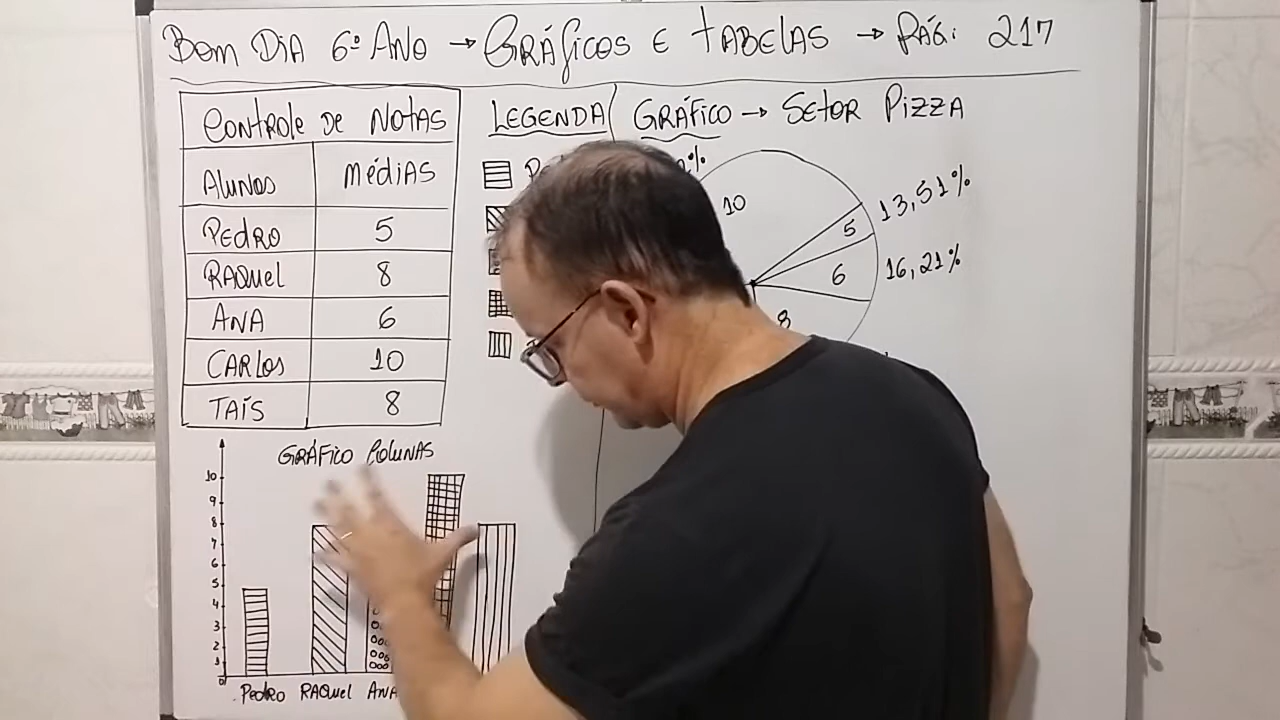 BOM DIA 6º ANO → GRÁFICOS E TABELAS → PÁG: 217
CONTROLE DE NOTAS
ALUNOS MÉDIAS
PEDRO 5
RAQUEL 8
ANA 6
CARLOS 10
TAÍS 8
LEGENDA
GRÁFICO → SETOR PIZZA
%
10
5
6
8
13,51%
16,21%
GRÁFICO COLUNAS
10
9
8
7
6
5
4
3
2
1
0
PEDRO RAQUEL ANA